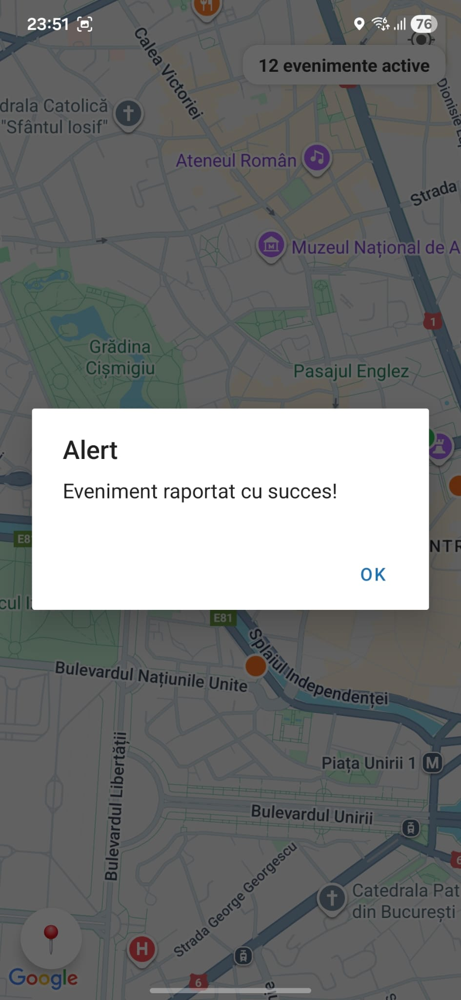 23:51
76
12 evenimente active
Calea Victoriei
drala Catolică
"Sfântul Iosif"
Dionisie
Ateneul Român
Strada
Muzeul Național de A
1
Grădina
Cișmigiu
Pasajul Englez
Alert
Eveniment raportat cu succes!
OK
E8
NTR
cul I
E81
Splaiul Independenței
Bulevardul Națiunile Unite
Bulevardul Libertății
Piața Unirii 1 M
Bulevardul Unirii
6
Strada George Georgescu
Catedrala Pat
din București
H
Google
6